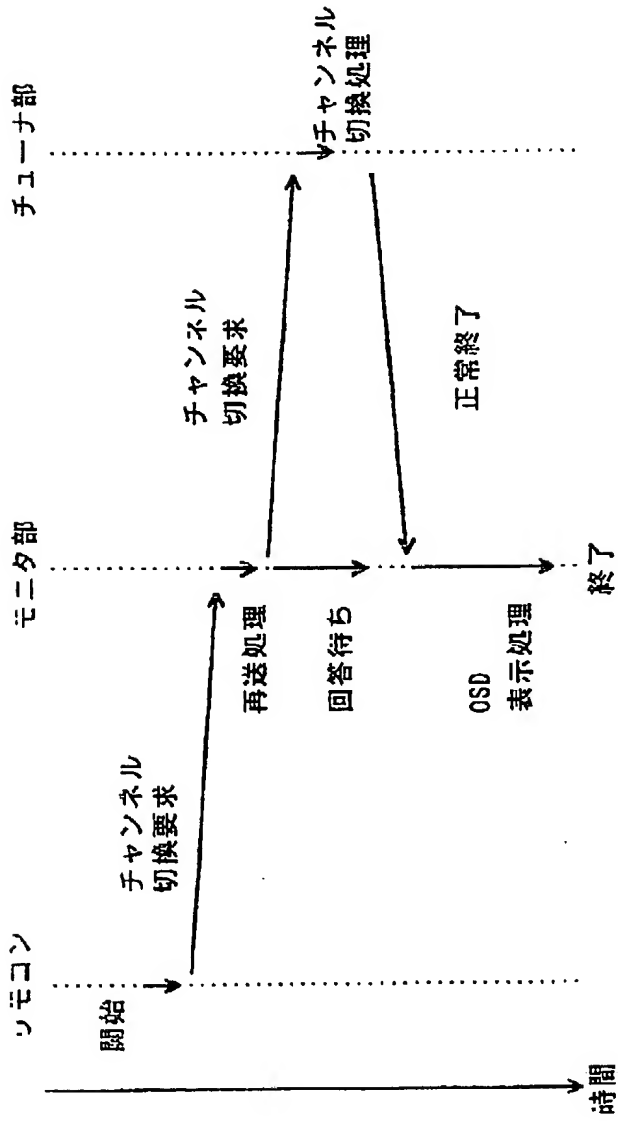 リモコン
モニタ部
チューナ部
開始
チャンネル
切換要求
再送処理
チャンネル
切換要求
チャンネル
切換処理
回答待ち
正常終了
OSD
表示処理
終了
時間